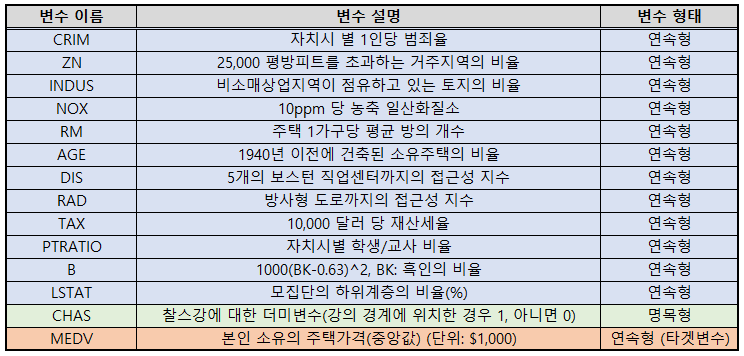 변수 이름 변수 설명 변수 형태
CRIM 자치시 별 1인당 범죄율 연속형
ZN 25,000 평방피트를 초과하는 거주지역의 비율 연속형
INDUS 비소매상업지역이 점유하고 있는 토지의 비율 연속형
NOX 10ppm 당 농축 일산화질소 연속형
RM 주택 1가구당 평균 방의 개수 연속형
AGE 1940년 이전에 건축된 소유주택의 비율 연속형
DIS 5개의 보스턴 직업센터까지의 접근성 지수 연속형
RAD 방사형 도로까지의 접근성 지수 연속형
TAX 10,000 달러 당 재산세율 연속형
PTRATIO 자치시별 학생/교사 비율 연속형
B 1000(BK-0.63)^2, BK: 흑인의 비율 연속형
LSTAT 모집단의 하위계층의 비율(%) 연속형
CHAS 찰스강에 대한 더미변수(강의 경계에 위치한 경우 1, 아니면 0) 명목형
MEDV 본인 소유의 주택가격(중앙값) (단위: $1,000) 연속형 (타겟변수)